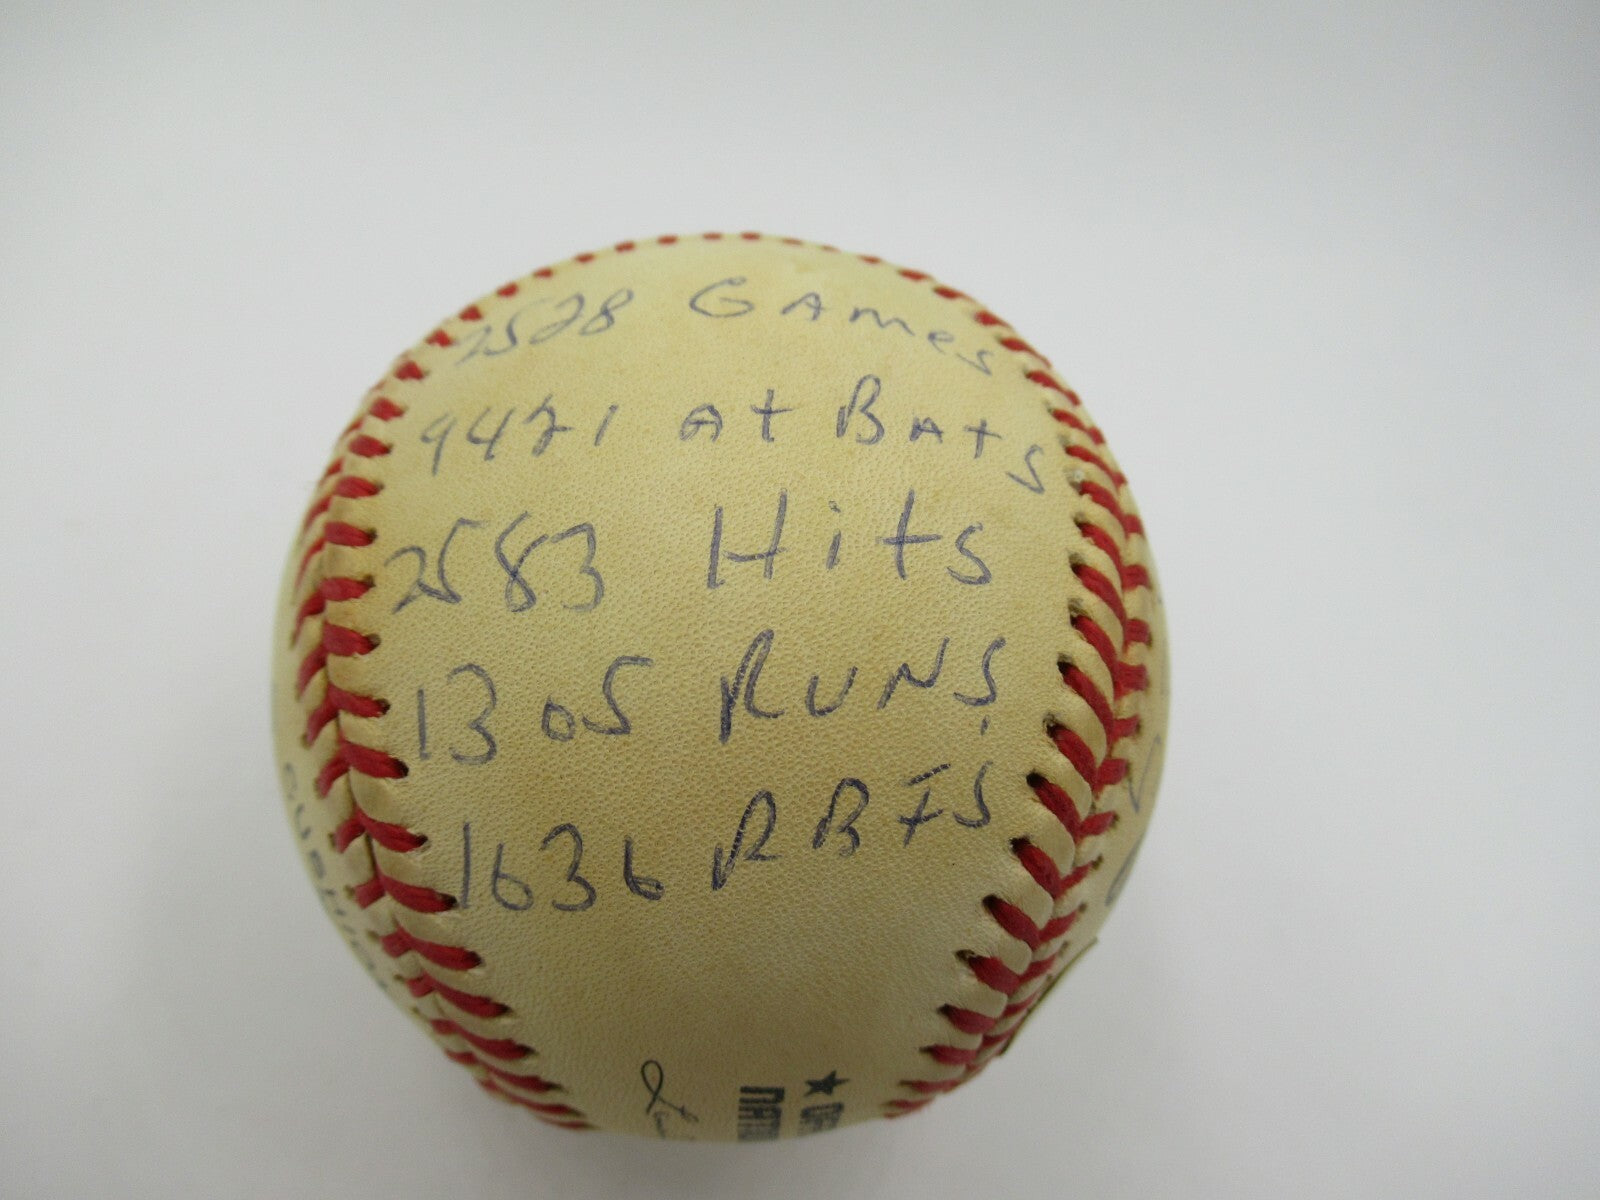 2528 Games
9421 at Bats
2583 Hits
1305 RUNS
1636 RBIS